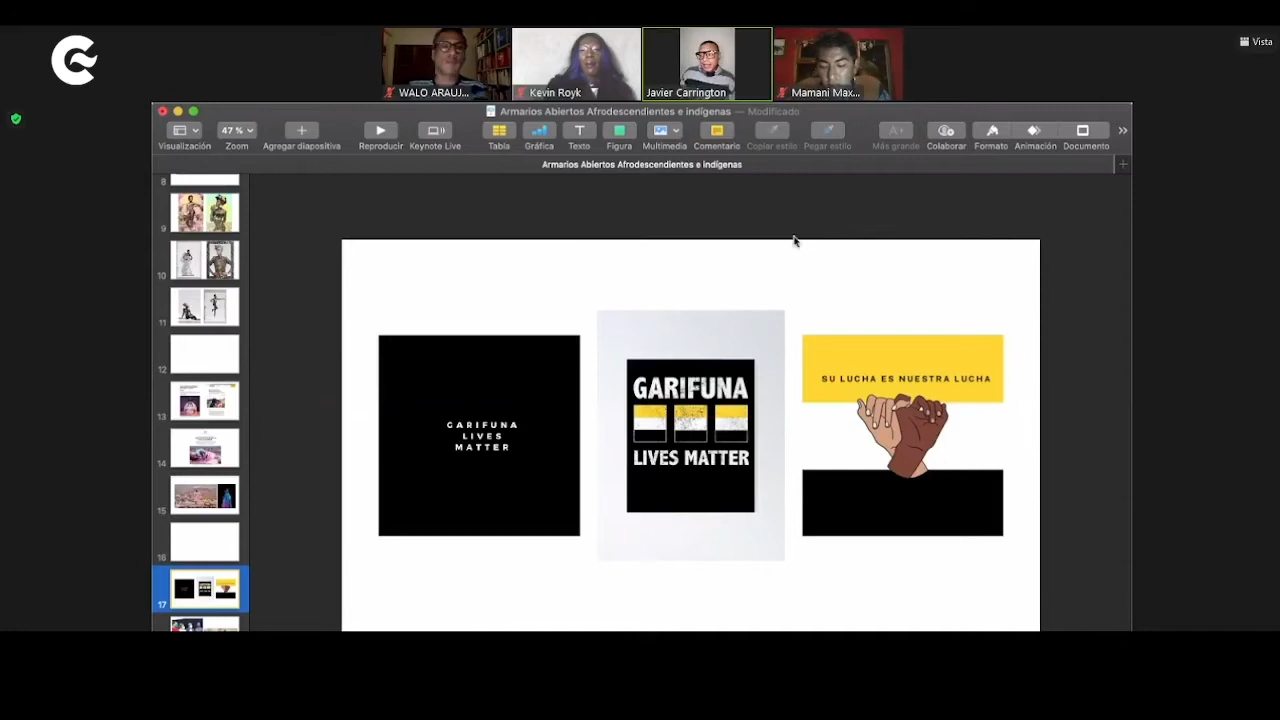 Vista
WALO ARAUJ...
Kevin Royk
Javier Carrington
Mamani Max...
Armarios Abiertos Afrodescendientes e indígenas — Modificado
47 %
Visualización
Zoom
Agregar diapositiva
Reproducir
Keynote Live
Tabla
Gráfica
Texto
Figura
Multimedia
Comentario
Copiar estilo
Pegar estilo
Más grande
Colaborar
Formato
Animación
Documento
Armarios Abiertos Afrodescendientes e indígenas
8
9
10
11
12
13
14
15
16
17
GARIFUNA
LIVES
MATTER
GARIFUNA
LIVES MATTER
SU LUCHA ES NUESTRA LUCHA